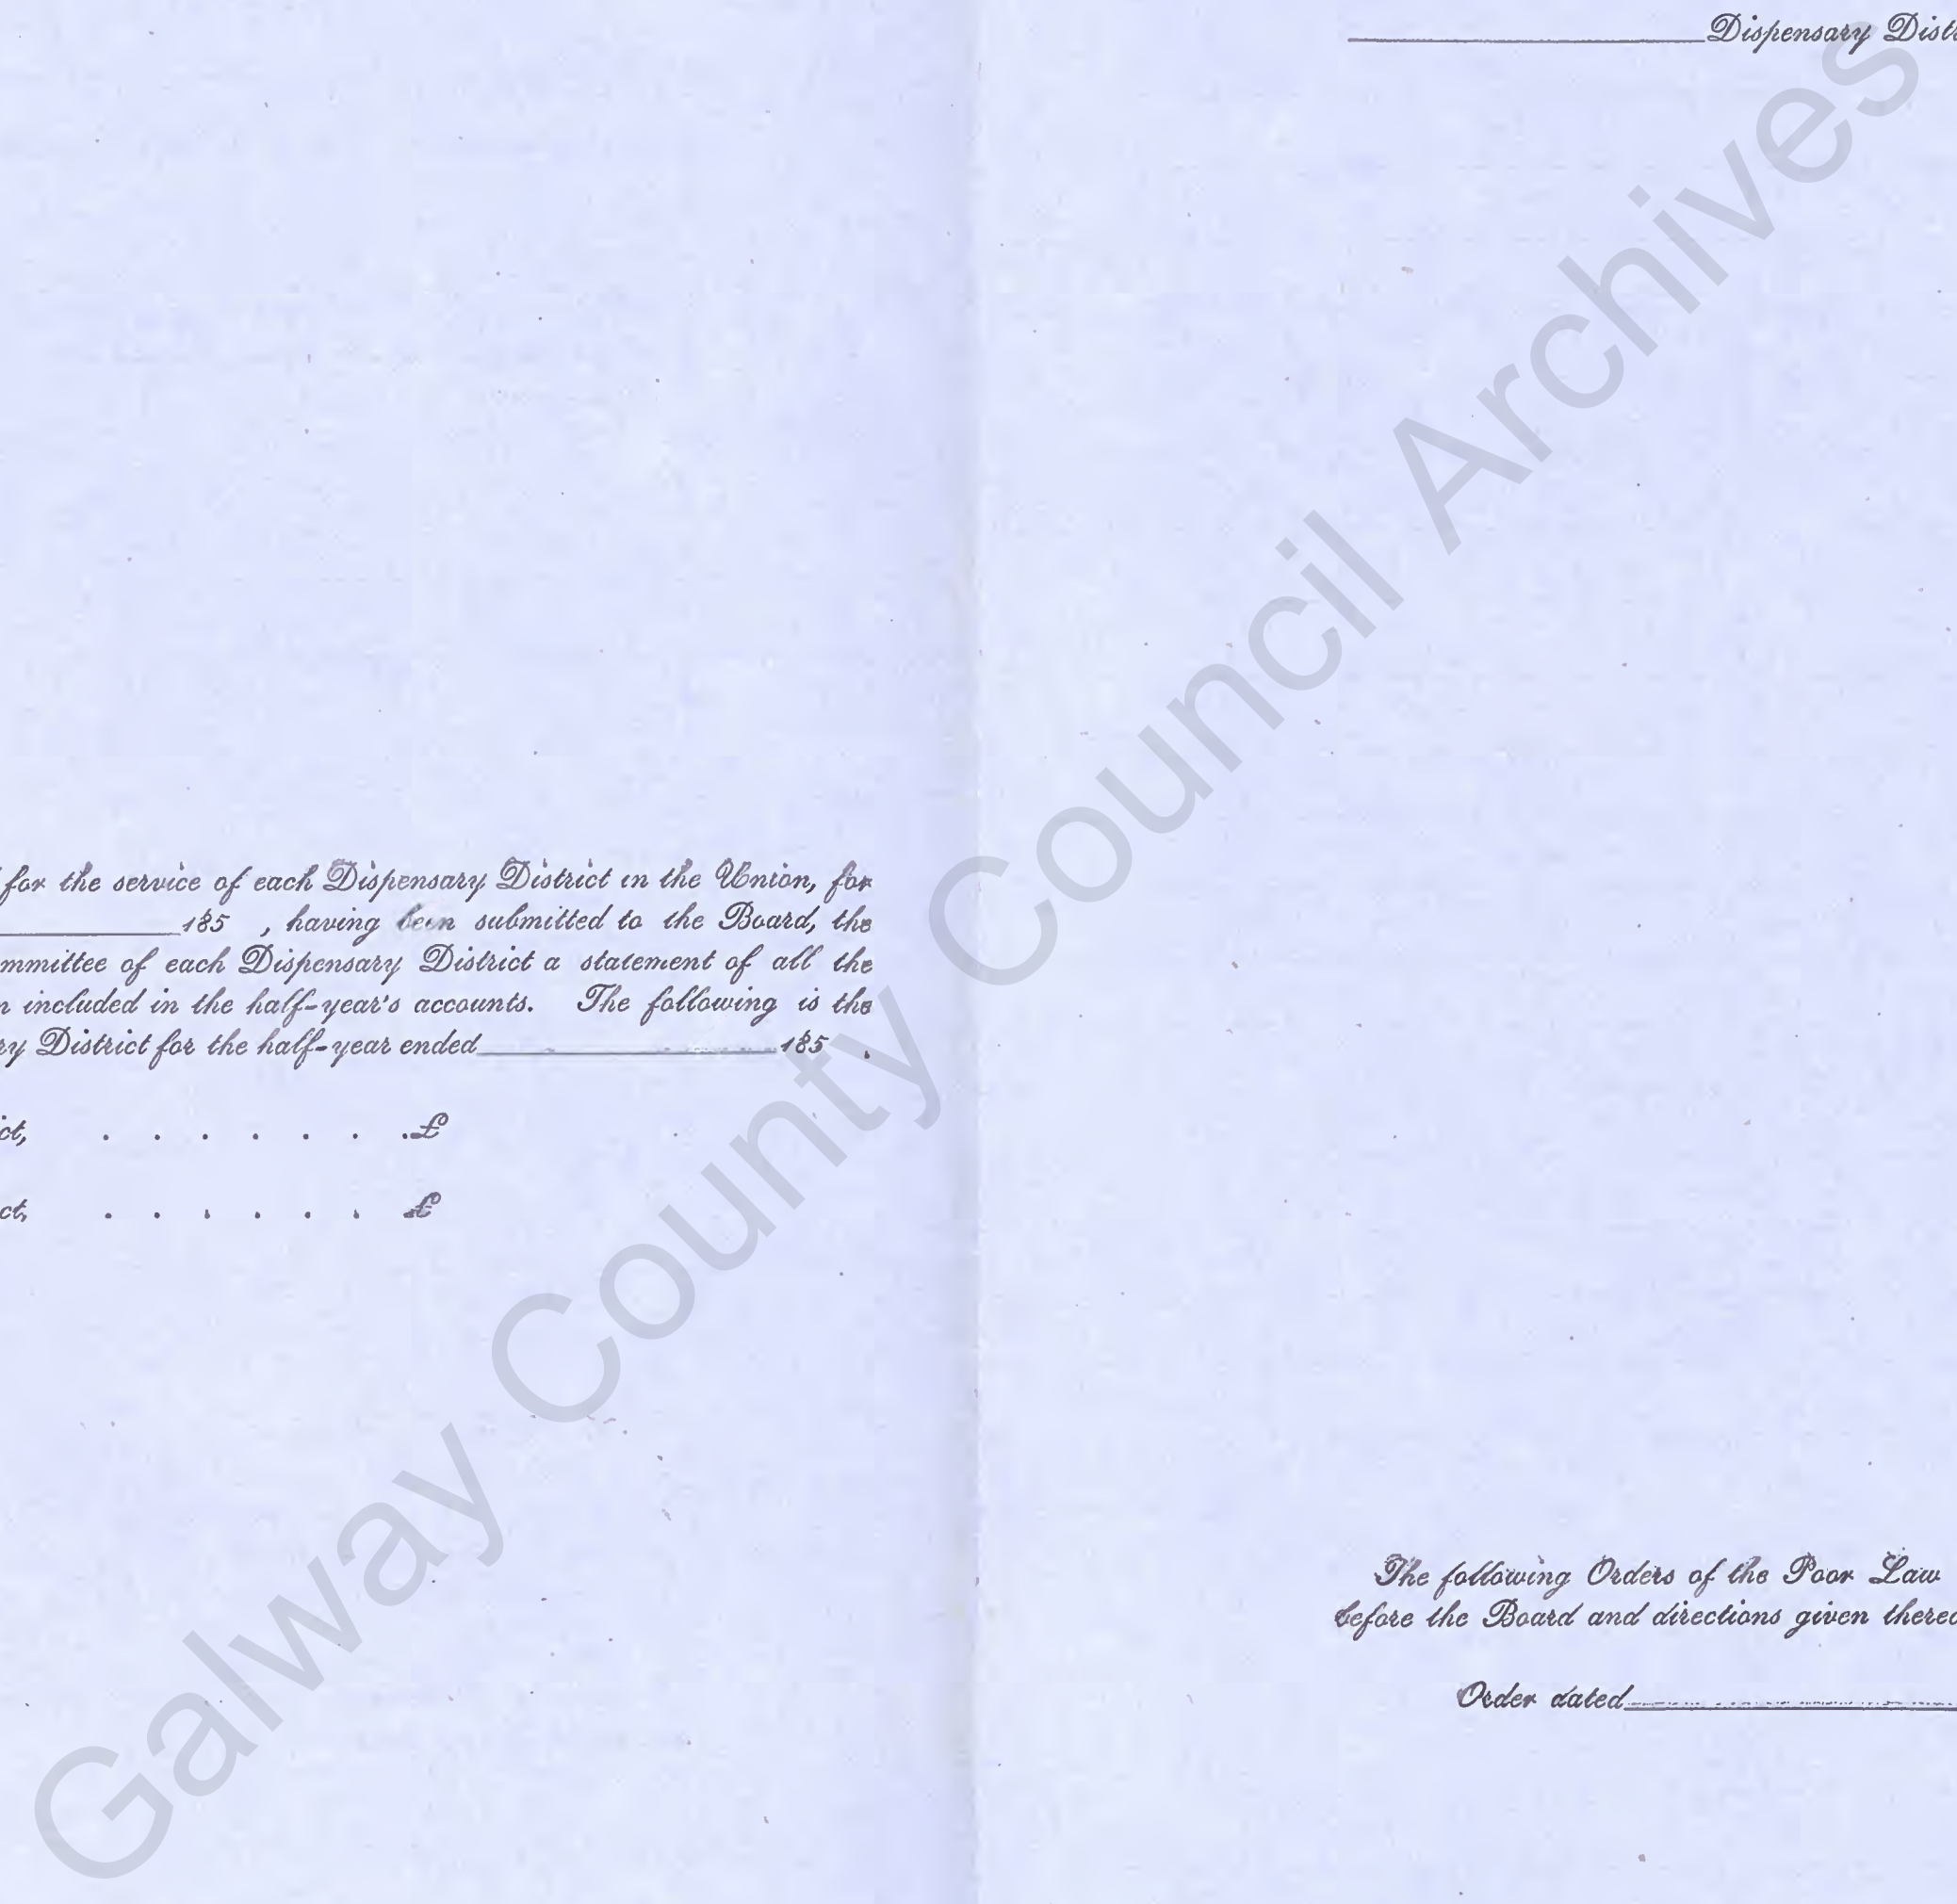 for the service of each Dispensary District in the Union, for
185 , having been submitted to the Board, the
mmittee of each Dispensary District a statement of all the
n included in the half-year's accounts. The following is the
ry District for the half-year ended 185 .
ct, . . . . . . . £
ct, . . . . . . £
Dispensary Distr
The following Orders of the Poor Law
before the Board and directions given thereo
Order dated
Galway County Council Archives